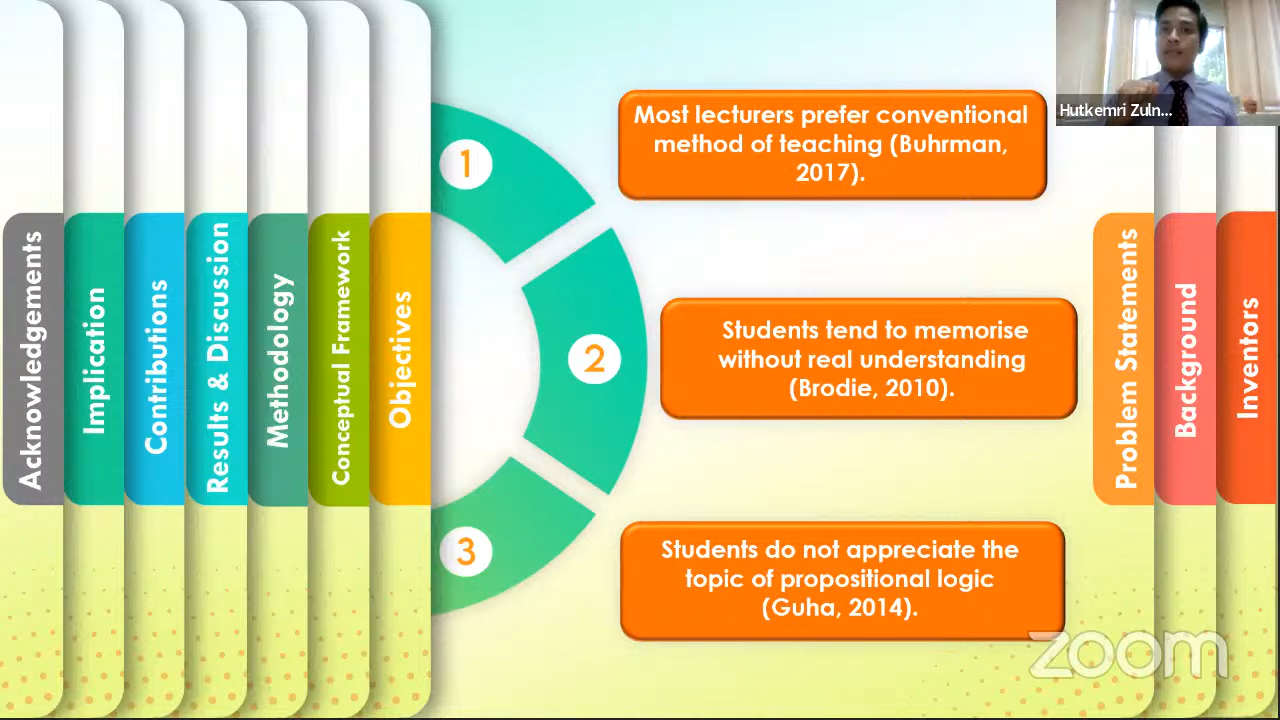 Acknowledgements
Implication
Contributions
Results & Discussion
Methodology
Conceptual Framework
Objectives
1
Most lecturers prefer conventional
method of teaching (Buhrman,
2017).
2
Students tend to memorise
without real understanding
(Brodie, 2010).
3
Students do not appreciate the
topic of propositional logic
(Guha, 2014).
Problem Statements
Background
Inventors
Hutkemri Zuln...
zoom